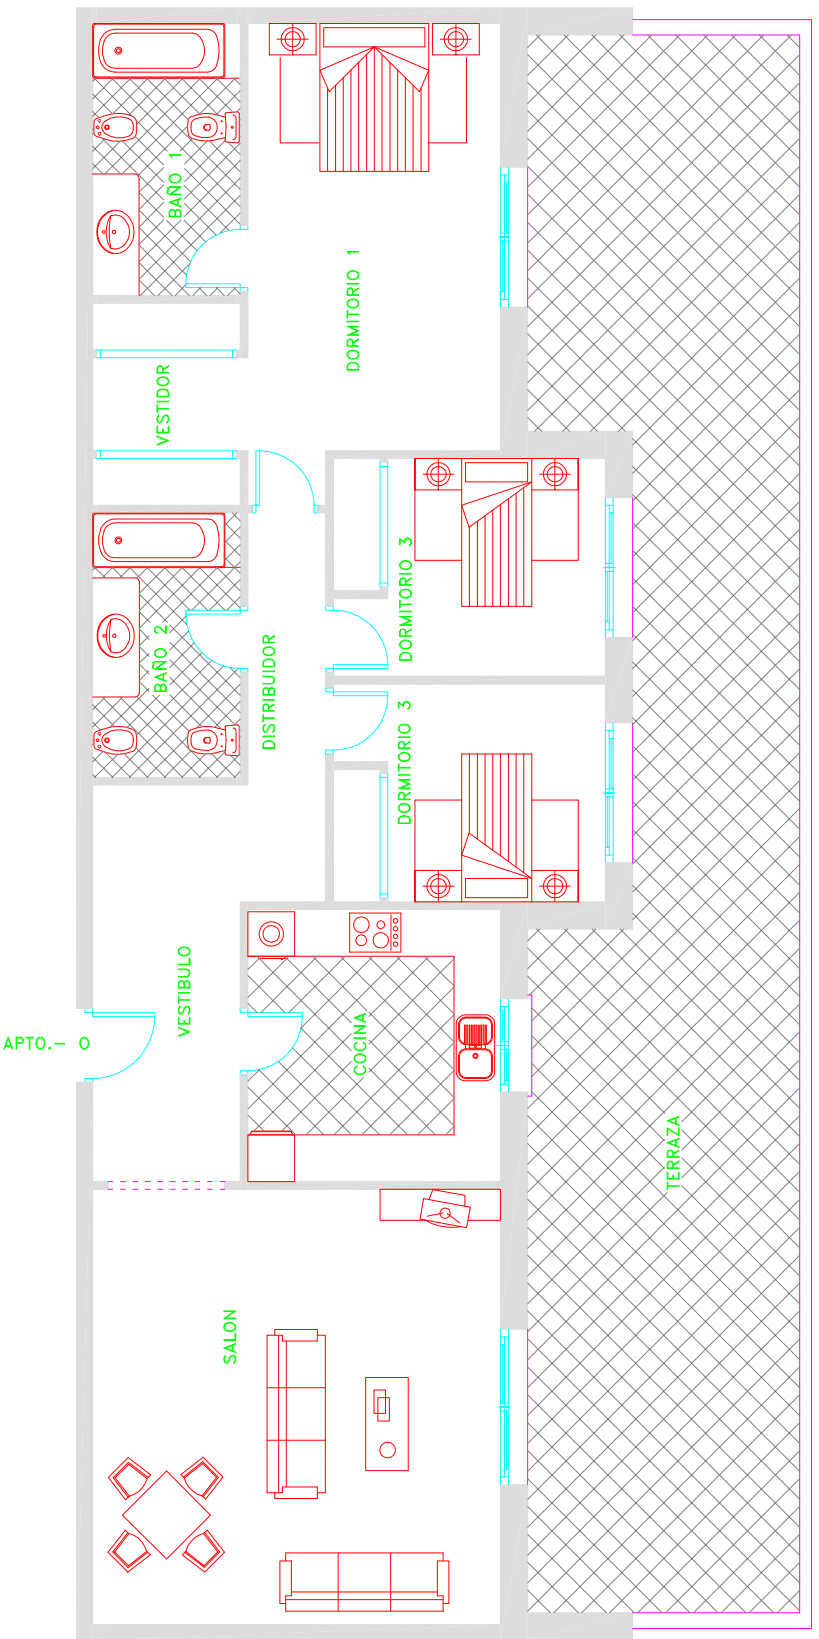 BAÑO 1
DORMITORIO 1
VESTIDOR
DORMITORIO 3
BAÑO 2
DISTRIBUIDOR
DORMITORIO 3
VESTIBULO
COCINA
APTO.- O
TERRAZA
SALON